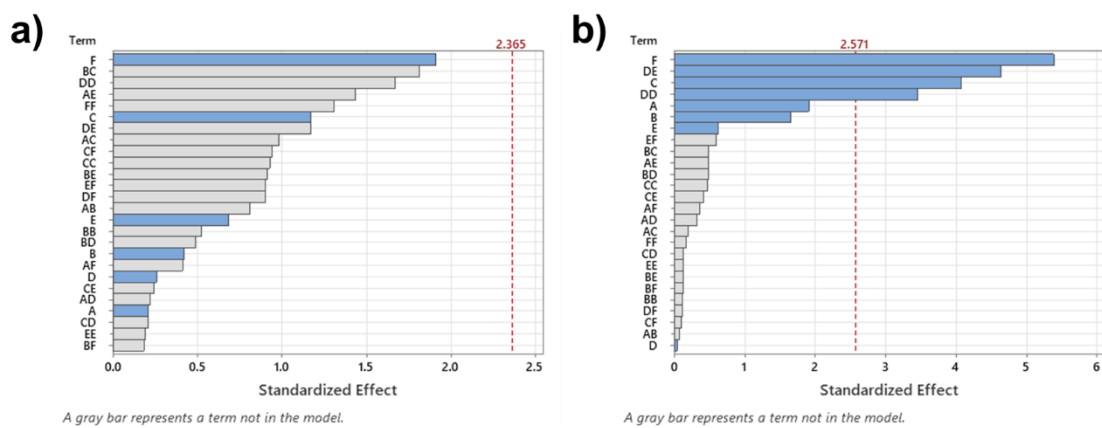 a)
Term
2.365
F
BC
DD
AE
FF
C
DE
AC
CF
CC
BE
EF
DF
AB
E
BB
BD
B
AF
D
CE
AD
A
CD
EE
BF
0.0 0.5 1.0 1.5 2.0 2.5
Standardized Effect
A gray bar represents a term not in the model.
b)
Term
2.571
F
DE
C
DD
A
B
E
EF
BC
AE
BD
CC
CE
AF
AD
AC
FF
CD
EE
BE
BF
BB
DF
CF
AB
D
0 1 2 3 4 5 6
Standardized Effect
A gray bar represents a term not in the model.